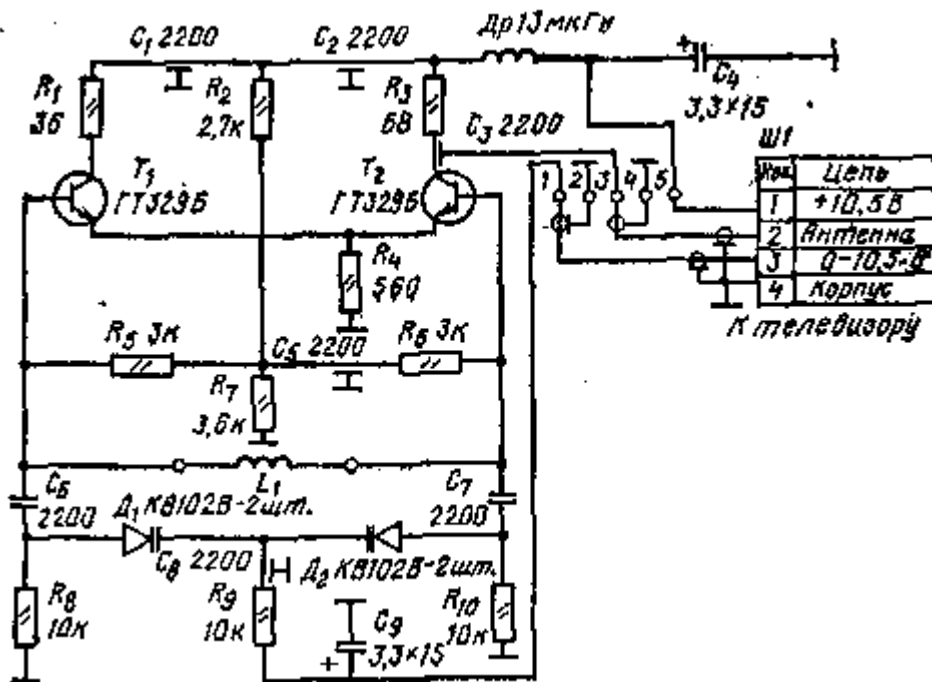 C1 2200
C2 2200
Др 13 мкГн
R1
36
R2
2,7к
R3
68
+
C4
3,3×15
C3 2200
Ш1
Кон
Цепь
1
+10,5В
2
Антенна
3
0-10,5 В
4
Корпус
К телевизору
1
2
3
4
5
T1
ГТ329Б
T2
ГТ329Б
R4
560
R5 3к
C5 2200
R6 3к
R7
3,6к
L1
C6
2200
C7
2200
Д1 КВ102В-2шт.
C8 2200
Д2 КВ102В-2шт.
R8
10к
R9
10к
C9
3,3×15
+
R10
10к